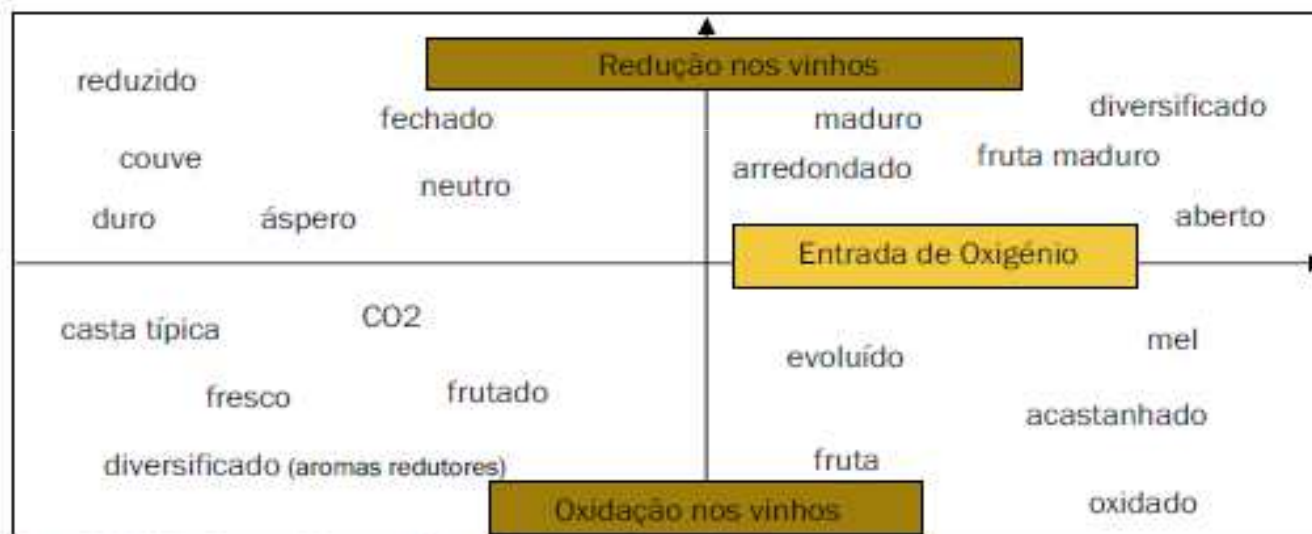 Redução nos vinhos
reduzido
fechado
maduro
diversificado
couve
neutro
arredondado
fruta maduro
duro
áspero
aberto
Entrada de Oxigénio
casta típica
CO2
evoluído
mel
fresco
frutado
acastanhado
diversificado (aromas redutores)
fruta
oxidado
Oxidação nos vinhos